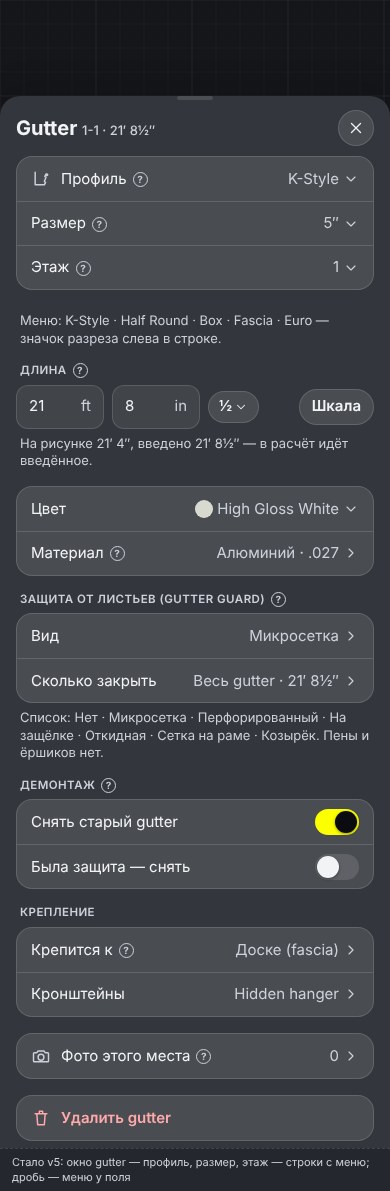 Gutter 1-1 · 21′ 8½″
Профиль ? K-Style
Размер ? 5″
Этаж ? 1
Меню: K-Style · Half Round · Box · Fascia · Euro —
значок разреза слева в строке.
ДЛИНА ?
21 ft 8 in ½ Шкала
На рисунке 21′ 4″, введено 21′ 8½″ — в расчёт идёт
введённое.
Цвет High Gloss White
Материал ? Алюминий · .027
ЗАЩИТА ОТ ЛИСТЬЕВ (GUTTER GUARD) ?
Вид Микросетка
Сколько закрыть Весь gutter · 21′ 8½″
Список: Нет · Микросетка · Перфорированный · На
защёлке · Откидная · Сетка на раме · Козырёк. Пены и
ёршиков нет.
ДЕМОНТАЖ ?
Снять старый gutter
Была защита — снять
КРЕПЛЕНИЕ
Крепится к ? Доске (fascia)
Кронштейны Hidden hanger
Фото этого места ? 0
Удалить gutter
Стало v5: окно gutter — профиль, размер, этаж — строки с меню;
дробь — меню у поля